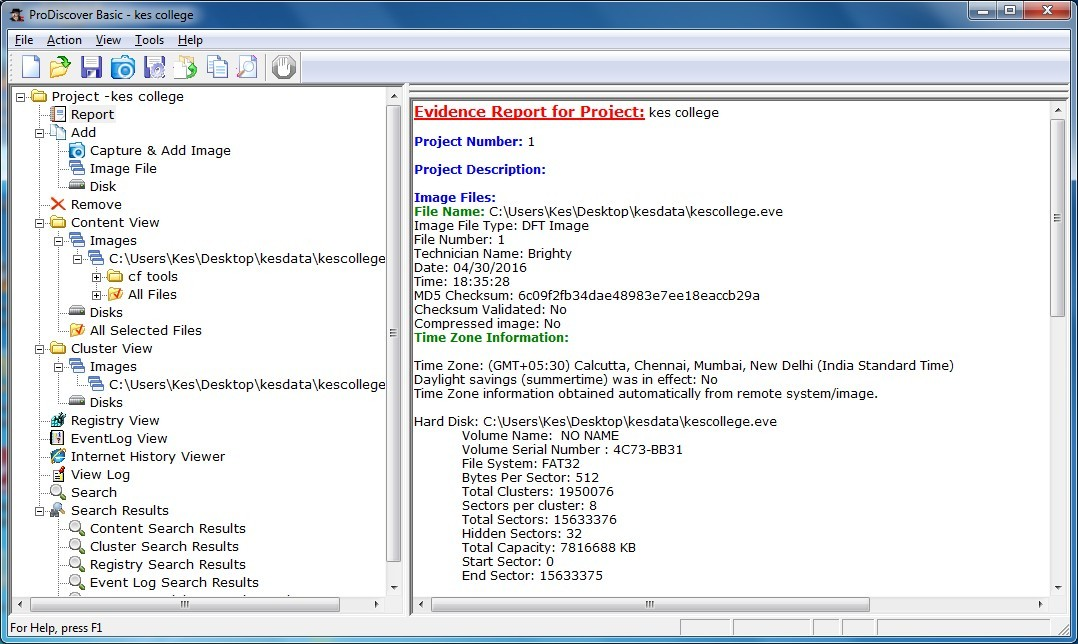 ProDiscover Basic - kes college
File Action View Tools Help
Project -kes college
Report
Add
Capture & Add Image
Image File
Disk
Remove
Content View
Images
C:\Users\Kes\Desktop\kesdata\kescollege
cf tools
All Files
Disks
All Selected Files
Cluster View
Images
C:\Users\Kes\Desktop\kesdata\kescollege
Disks
Registry View
EventLog View
Internet History Viewer
View Log
Search
Search Results
Content Search Results
Cluster Search Results
Registry Search Results
Event Log Search Results
Evidence Report for Project: kes college
Project Number: 1
Project Description:
Image Files:
File Name: C:\Users\Kes\Desktop\kesdata\kescollege.eve
Image File Type: DFT Image
File Number: 1
Technician Name: Brighty
Date: 04/30/2016
Time: 18:35:28
MD5 Checksum: 6c09f2fb34dae48983e7ee18eaccb29a
Checksum Validated: No
Compressed image: No
Time Zone Information:
Time Zone: (GMT+05:30) Calcutta, Chennai, Mumbai, New Delhi (India Standard Time)
Daylight savings (summertime) was in effect: No
Time Zone information obtained automatically from remote system/image.
Hard Disk: C:\Users\Kes\Desktop\kesdata\kescollege.eve
Volume Name: NO NAME
Volume Serial Number : 4C73-BB31
File System: FAT32
Bytes Per Sector: 512
Total Clusters: 1950076
Sectors per cluster: 8
Total Sectors: 15633376
Hidden Sectors: 32
Total Capacity: 7816688 KB
Start Sector: 0
End Sector: 15633375
For Help, press F1